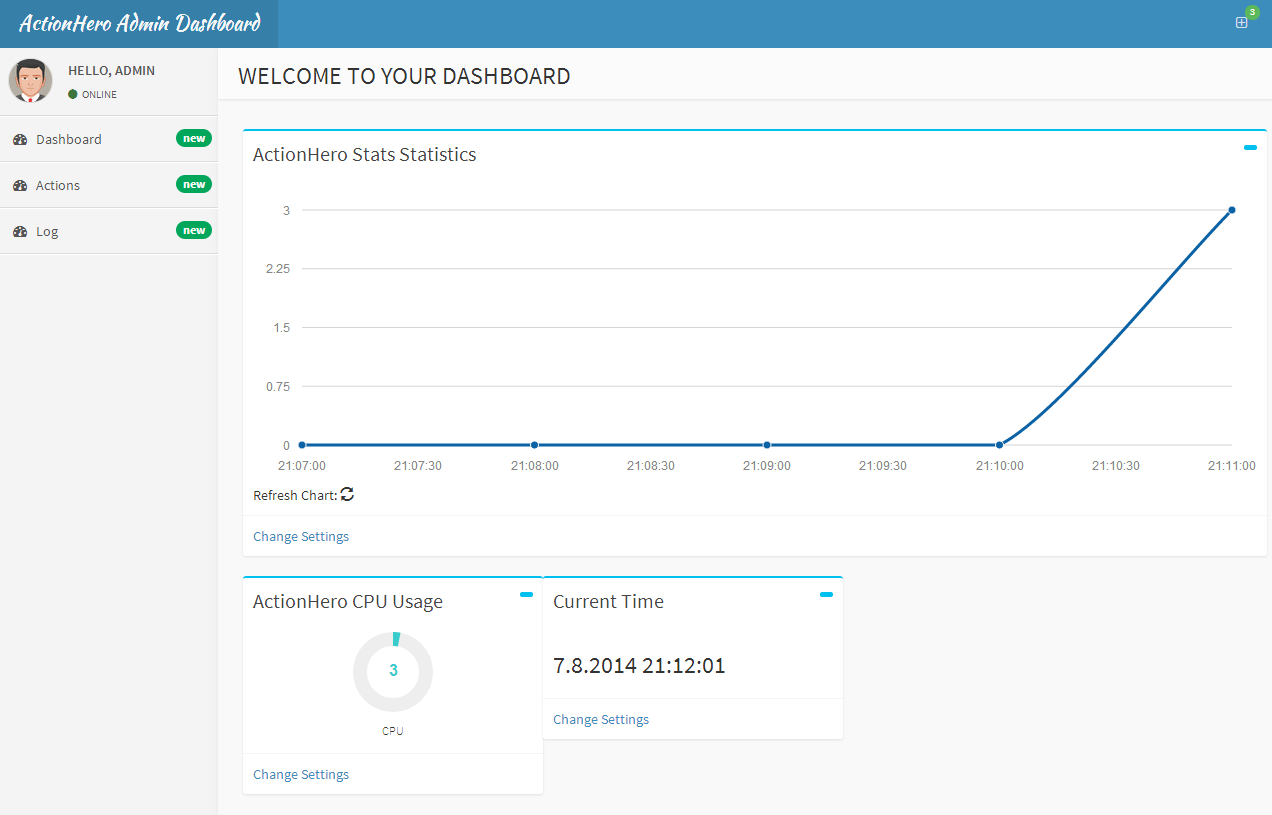 ActionHero Admin Dashboard
3
HELLO, ADMIN
ONLINE
Dashboard new
Actions new
Log new
WELCOME TO YOUR DASHBOARD
ActionHero Stats Statistics
3
2.25
1.5
0.75
0
21:07:00 21:07:30 21:08:00 21:08:30 21:09:00 21:09:30 21:10:00 21:10:30 21:11:00
Refresh Chart:
Change Settings
ActionHero CPU Usage
3
CPU
Change Settings
Current Time
7.8.2014 21:12:01
Change Settings